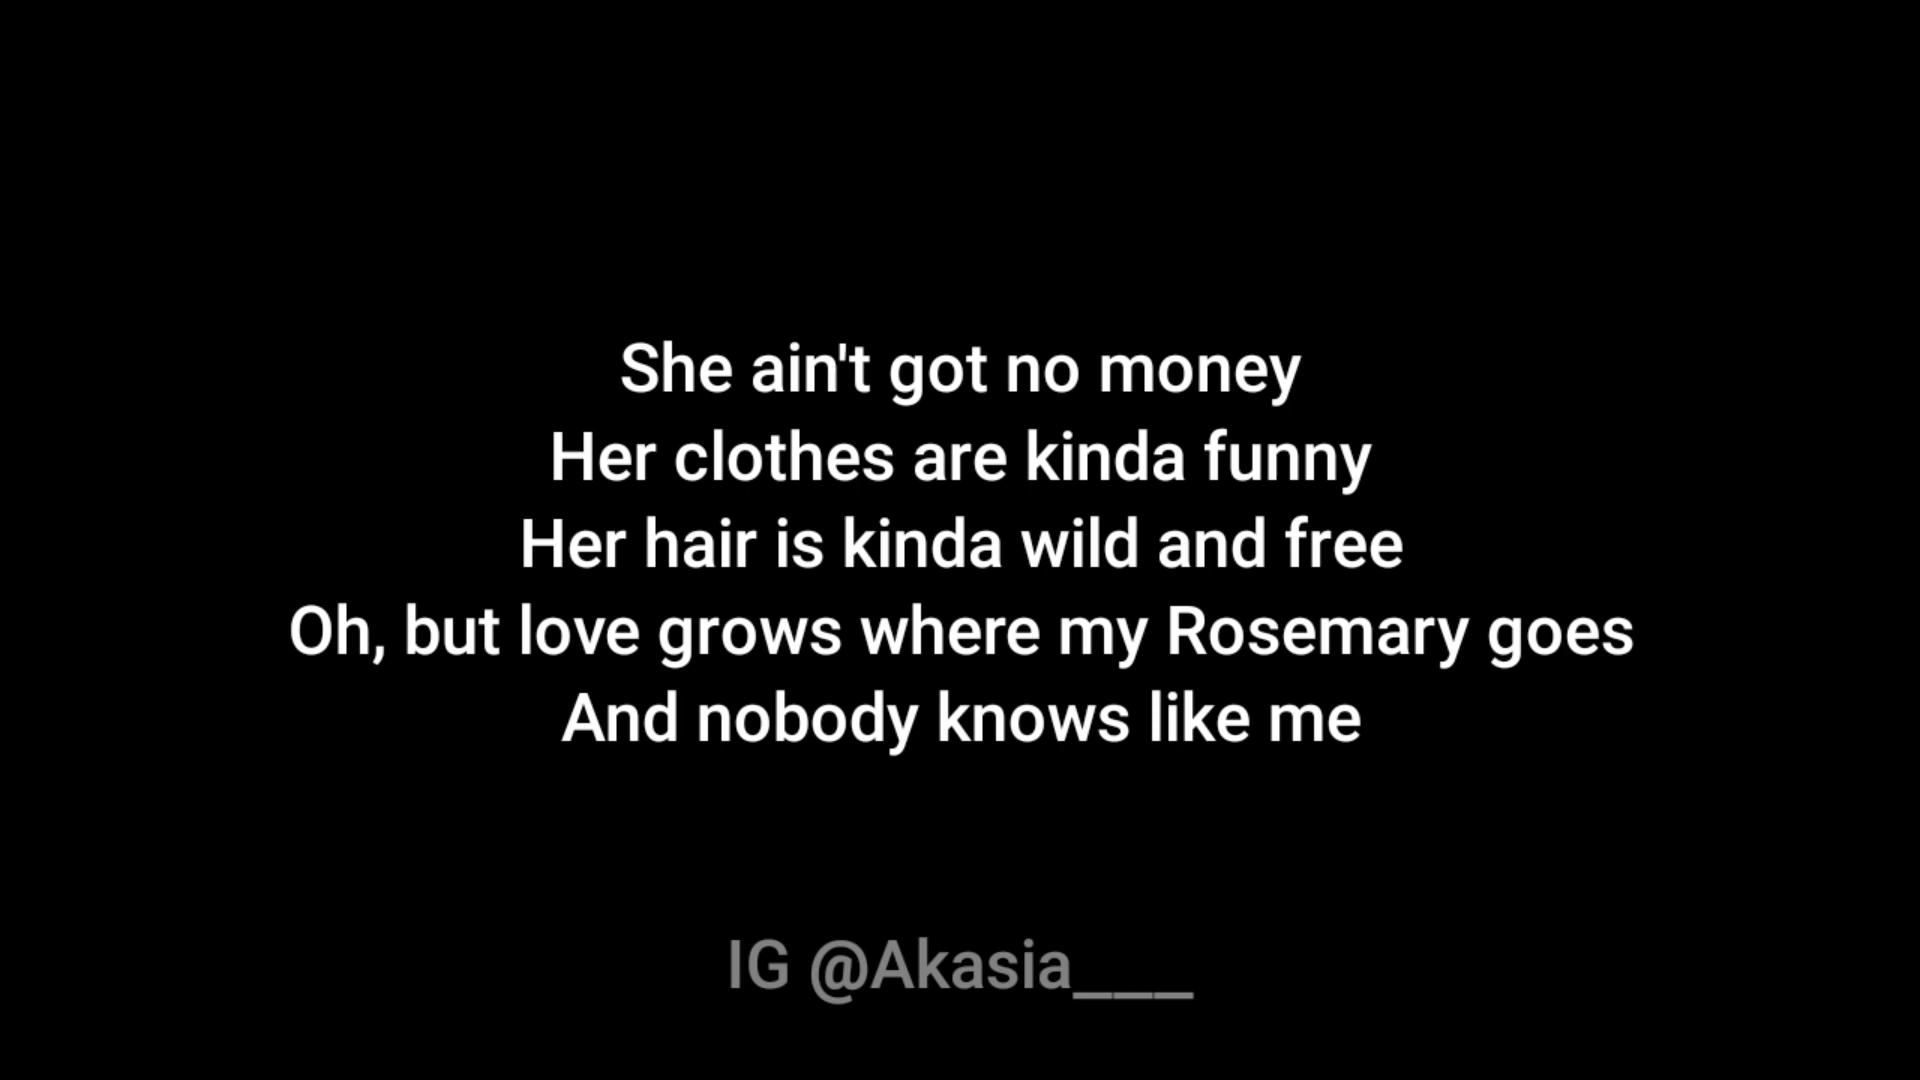 She ain't got no money
Her clothes are kinda funny
Her hair is kinda wild and free
Oh, but love grows where my Rosemary goes
And nobody knows like me
IG @Akasia___